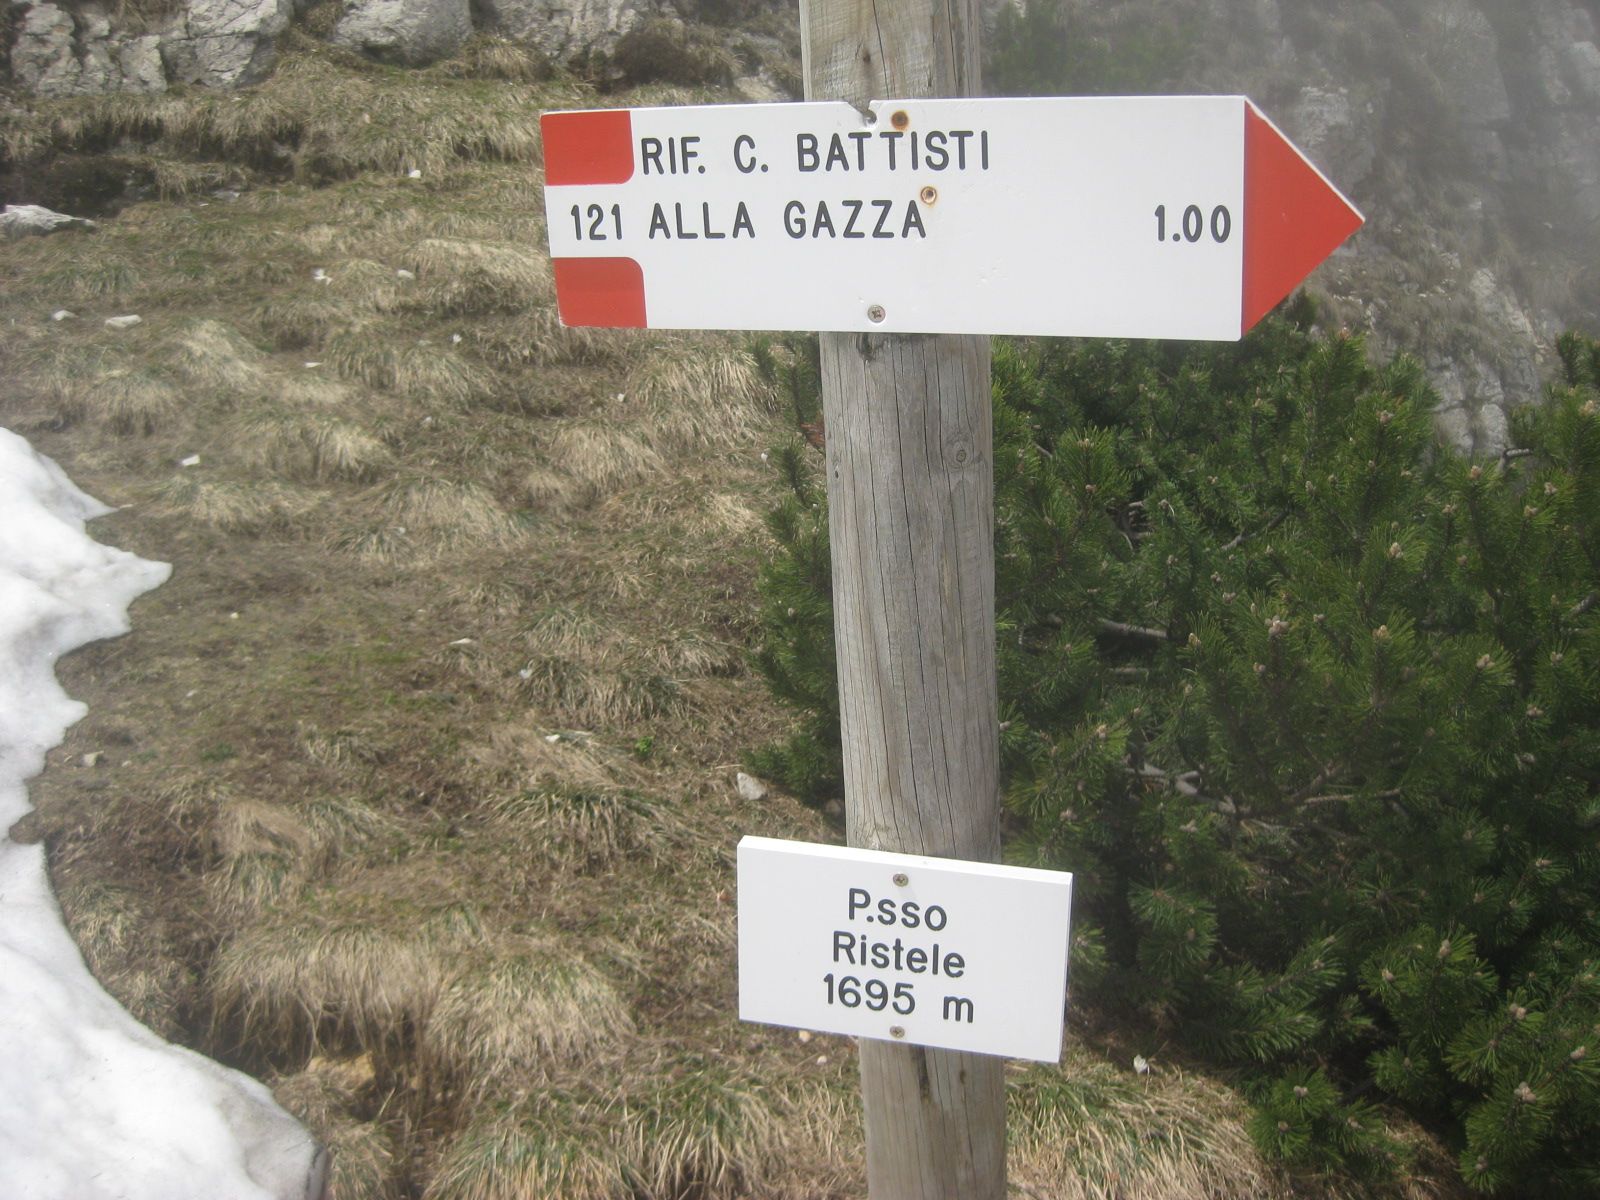 RIF. C. BATTISTI
121 ALLA GAZZA 1.00
P.sso
Ristele
1695 m